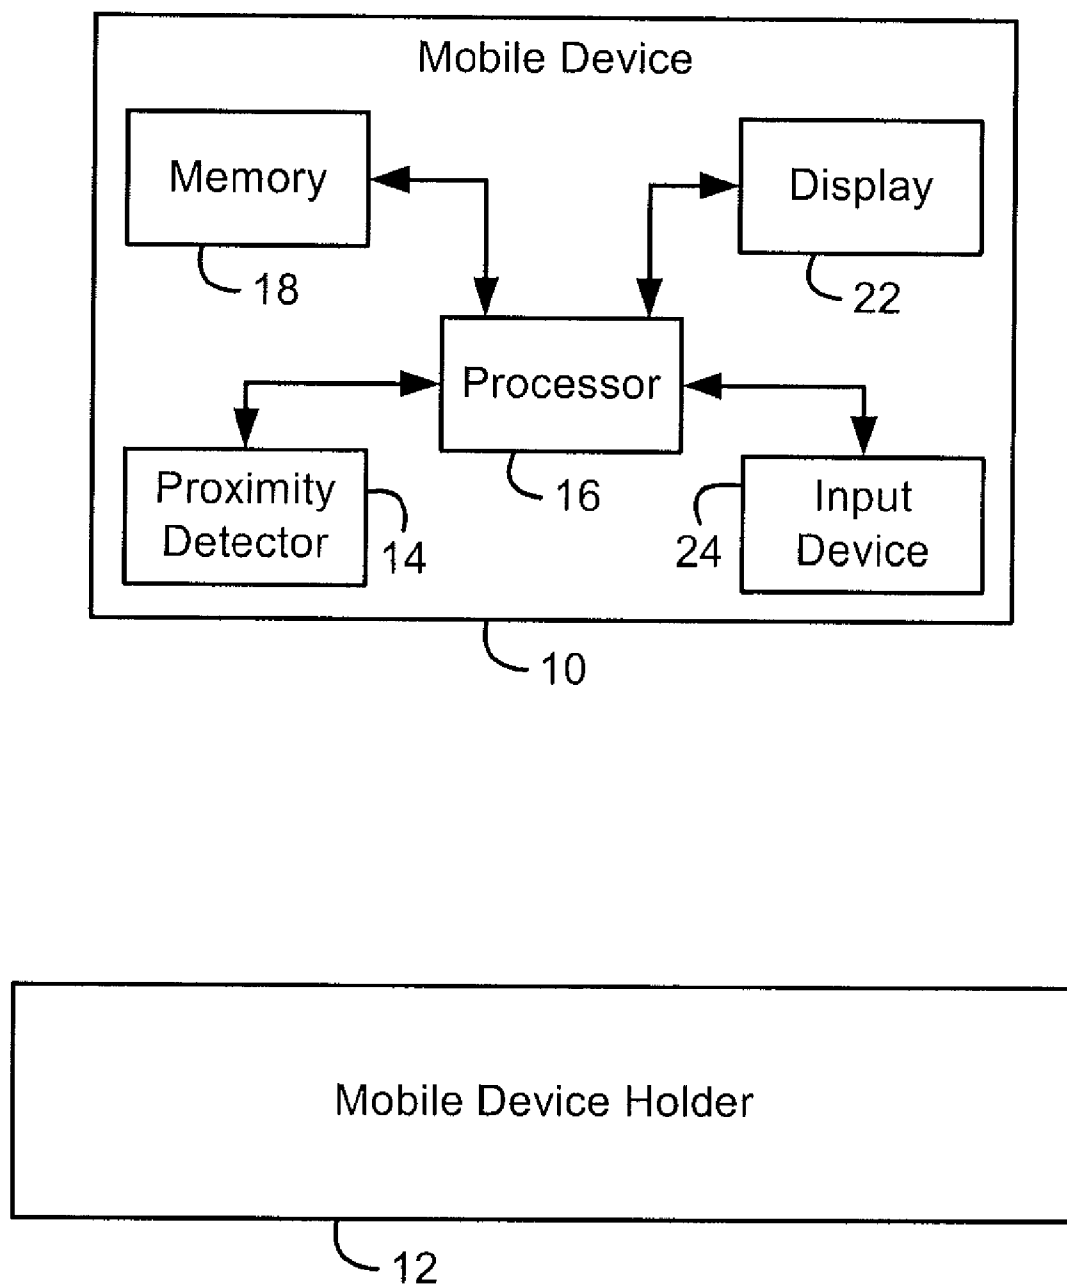 Mobile Device
Memory
Display
18
22
Processor
Proximity
Detector
14
16
24
Input
Device
10
Mobile Device Holder
12